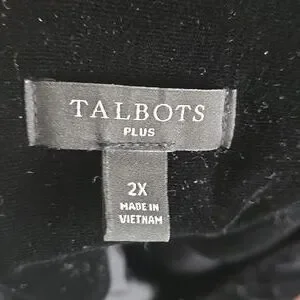 TALBOTS
PLUS
2X
MADE IN
VIETNAM